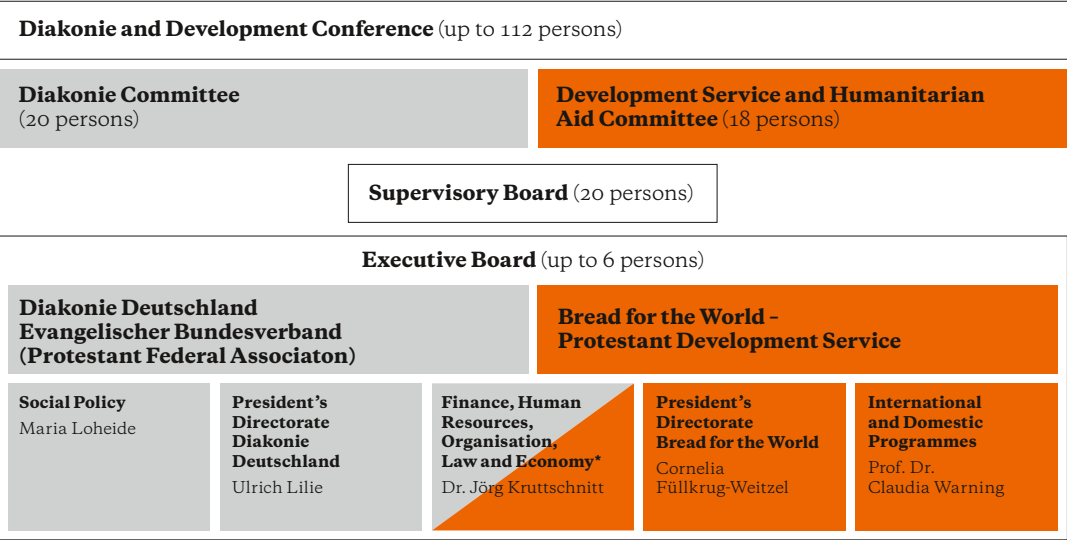 Diakonie and Development Conference (up to 112 persons)
Diakonie Committee
(20 persons)
Development Service and Humanitarian
Aid Committee (18 persons)
Supervisory Board (20 persons)
Executive Board (up to 6 persons)
Diakonie Deutschland
Evangelischer Bundesverband
(Protestant Federal Associaton)
Bread for the World –
Protestant Development Service
Social Policy
Maria Loheide
President's
Directorate
Diakonie
Deutschland
Ulrich Lilie
Finance, Human
Resources,
Organisation,
Law and Economy*
Dr. Jörg Kruttschnitt
President's
Directorate
Bread for the World
Cornelia
Füllkrug-Weitzel
International
and Domestic
Programmes
Prof. Dr.
Claudia Warning